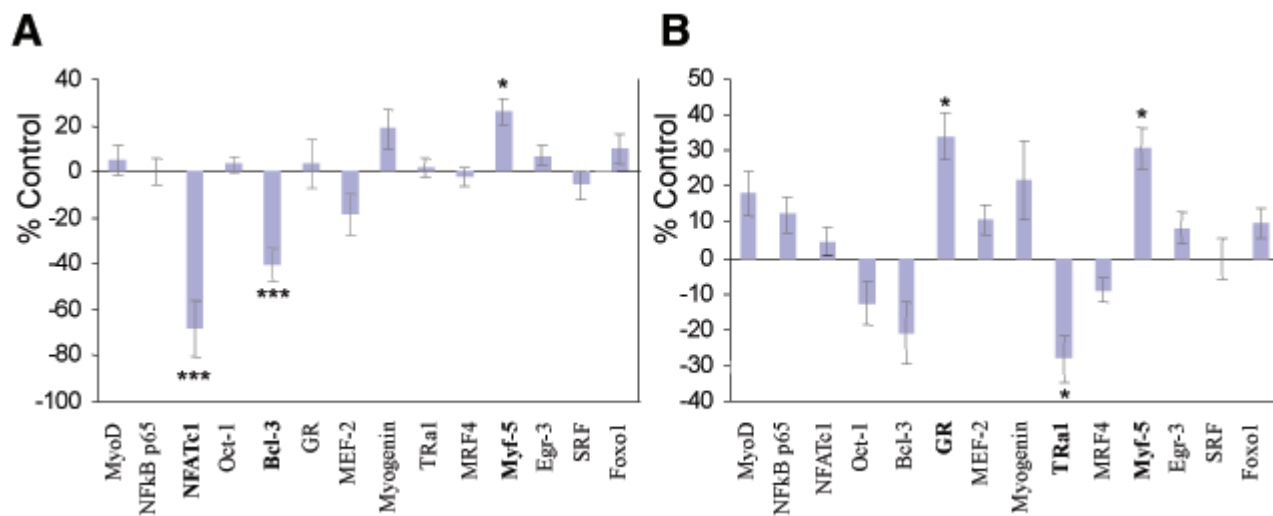 A
B
% Control
40
20
0
-20
-40
-60
-80
-100
***
***
*
MyoD
NFkB p65
NFATc1
Oct-1
Bcl-3
GR
MEF-2
Myogenin
TRa1
MRF4
Myf-5
Egr-3
SRF
Foxo1
% Control
50
40
30
20
10
0
-10
-20
-30
-40
*
*
*
MyoD
NFkB p65
NFATc1
Oct-1
Bcl-3
GR
MEF-2
Myogenin
TRa1
MRF4
Myf-5
Egr-3
SRF
Foxo1